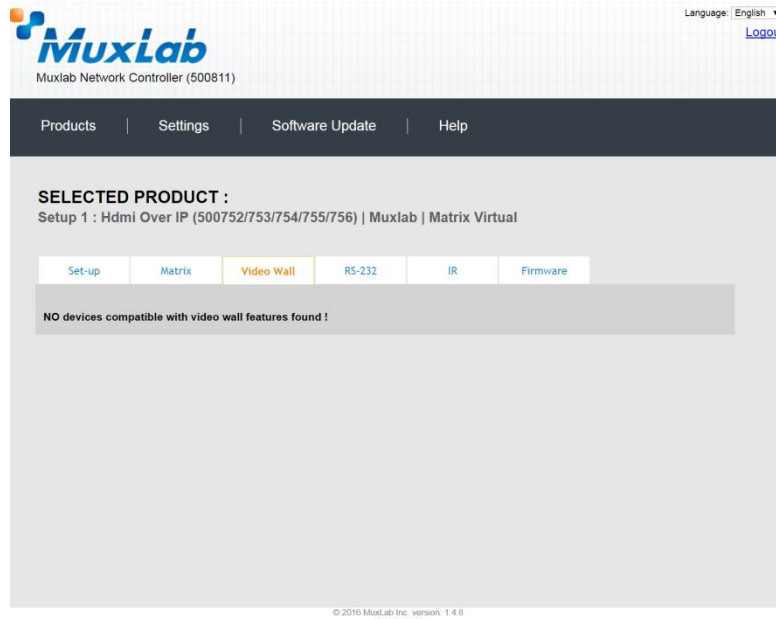 Language: English
Logou
MuxLab
Muxlab Network Controller (500811)
Products | Settings | Software Update | Help
SELECTED PRODUCT :
Setup 1 : Hdmi Over IP (500752/753/754/755/756) | Muxlab | Matrix Virtual
Set-up Matrix Video Wall RS-232 IR Firmware
NO devices compatible with video wall features found !
© 2016 MuxLab Inc. version: 1.4.8